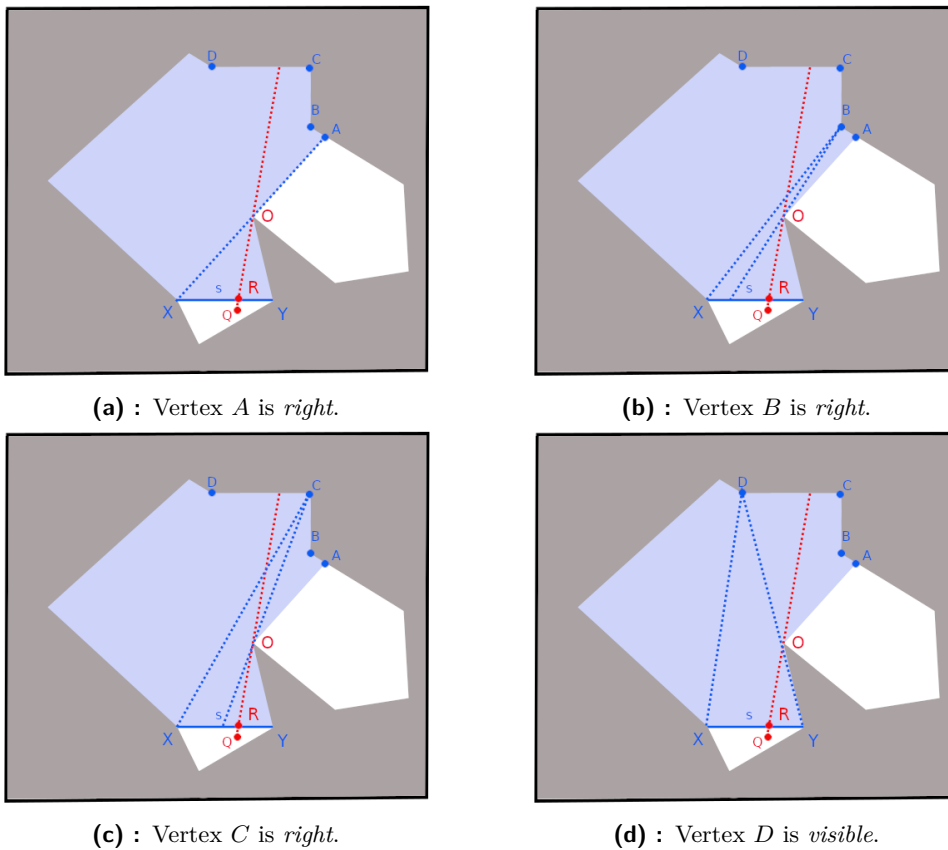 D
C
B
A
O
S
R
X
Q
Y
D
C
B
A
O
S
R
X
Q
Y
(a) : Vertex A is right.
(b) : Vertex B is right.
D
C
B
A
O
S
R
X
Q
Y
D
C
B
A
O
S
R
X
Q
Y
(c) : Vertex C is right.
(d) : Vertex D is visible.